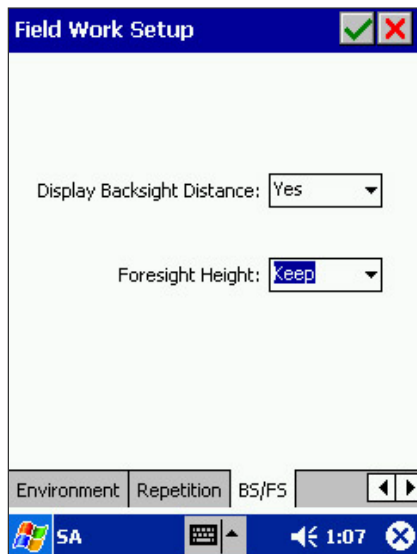 Field Work Setup
Display Backsight Distance: Yes
Foresight Height: Keep
Environment Repetition BS/FS
SA 1:07